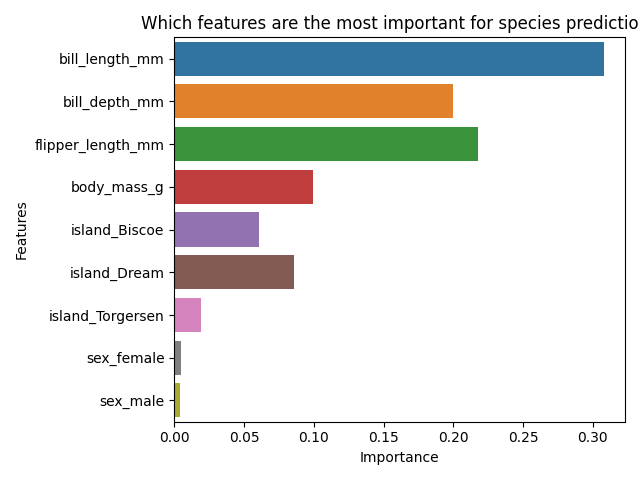 Which features are the most important for species predictio
bill_length_mm
bill_depth_mm
flipper_length_mm
body_mass_g
island_Biscoe
island_Dream
island_Torgersen
sex_female
sex_male
Features
0.00 0.05 0.10 0.15 0.20 0.25 0.30
Importance